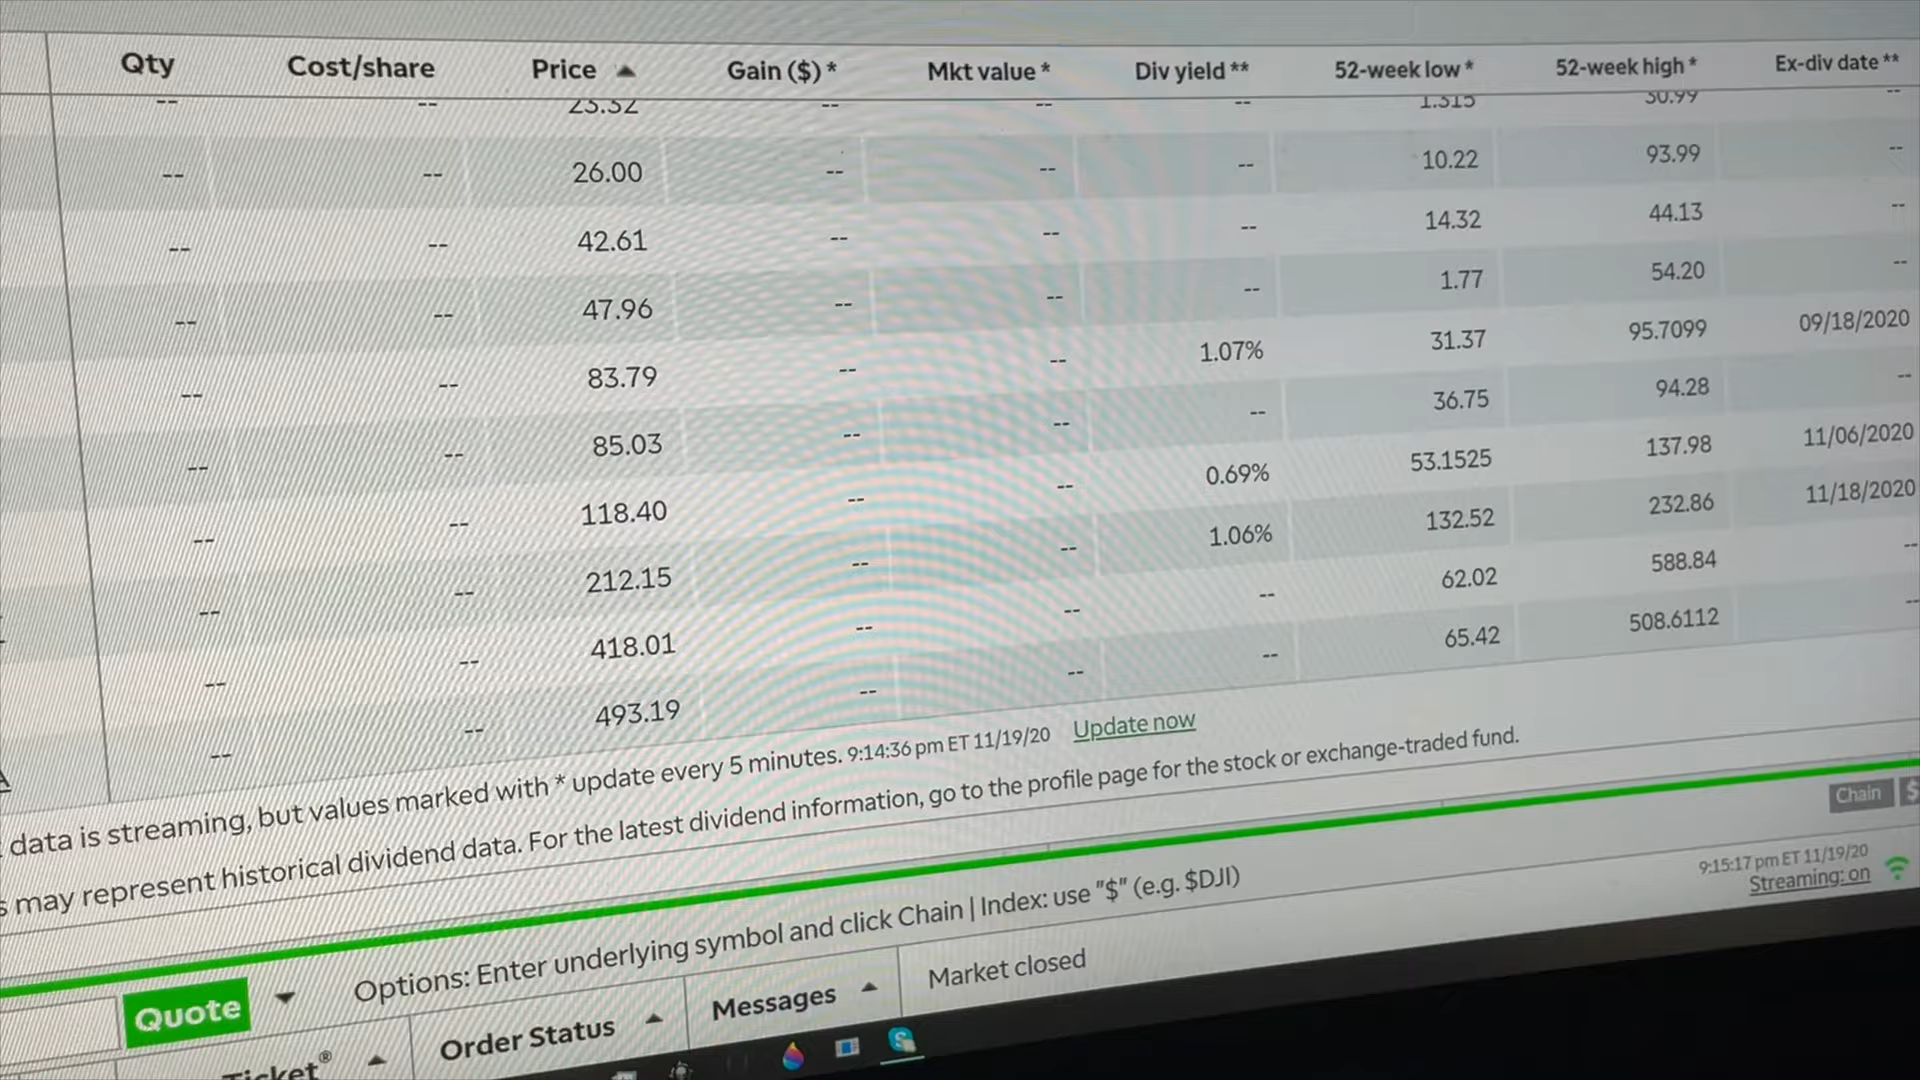 Qty Cost/share Price ▲ Gain ($) * Mkt value * Div yield ** 52-week low * 52-week high * Ex-div date **
-- -- 23.32 -- -- -- 1.315 30.99 --
-- -- 26.00 -- -- -- 10.22 93.99 --
-- -- 42.61 -- -- -- 14.32 44.13 --
-- -- 47.96 -- -- -- 1.77 54.20 --
-- -- 83.79 -- -- 1.07% 31.37 95.7099 09/18/2020
-- -- 85.03 -- -- -- 36.75 94.28 --
-- -- 118.40 -- -- 0.69% 53.1525 137.98 11/06/2020
-- -- 212.15 -- -- 1.06% 132.52 232.86 11/18/2020
-- -- 418.01 -- -- -- 62.02 588.84 --
-- -- 493.19 -- -- -- 65.42 508.6112 --
data is streaming, but values marked with * update every 5 minutes. 9:14:36 pm ET 11/19/20 Update now
may represent historical dividend data. For the latest dividend information, go to the profile page for the stock or exchange-traded fund.
Chain $
Quote Options: Enter underlying symbol and click Chain | Index: use "$" (e.g. $DJI)
9:15:17 pm ET 11/19/20
Streaming: on
Ticket® Order Status Messages Market closed